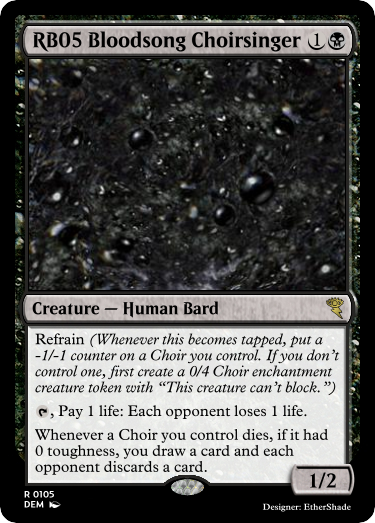 RB05 Bloodsong Choirsinger 1
Creature — Human Bard
Refrain (Whenever this becomes tapped, put a
-1/-1 counter on a Choir you control. If you don't
control one, first create a 0/4 Choir enchantment
creature token with “This creature can't block.”)
, Pay 1 life: Each opponent loses 1 life.
Whenever a Choir you control dies, if it had
0 toughness, you draw a card and each
opponent discards a card.
1/2
R 0105
DEM
Designer: EtherShade